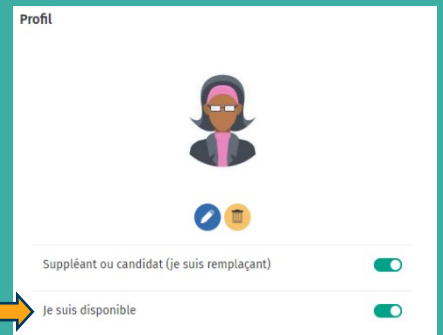 Profil
Suppléant ou candidat (je suis remplaçant)
Je suis disponible